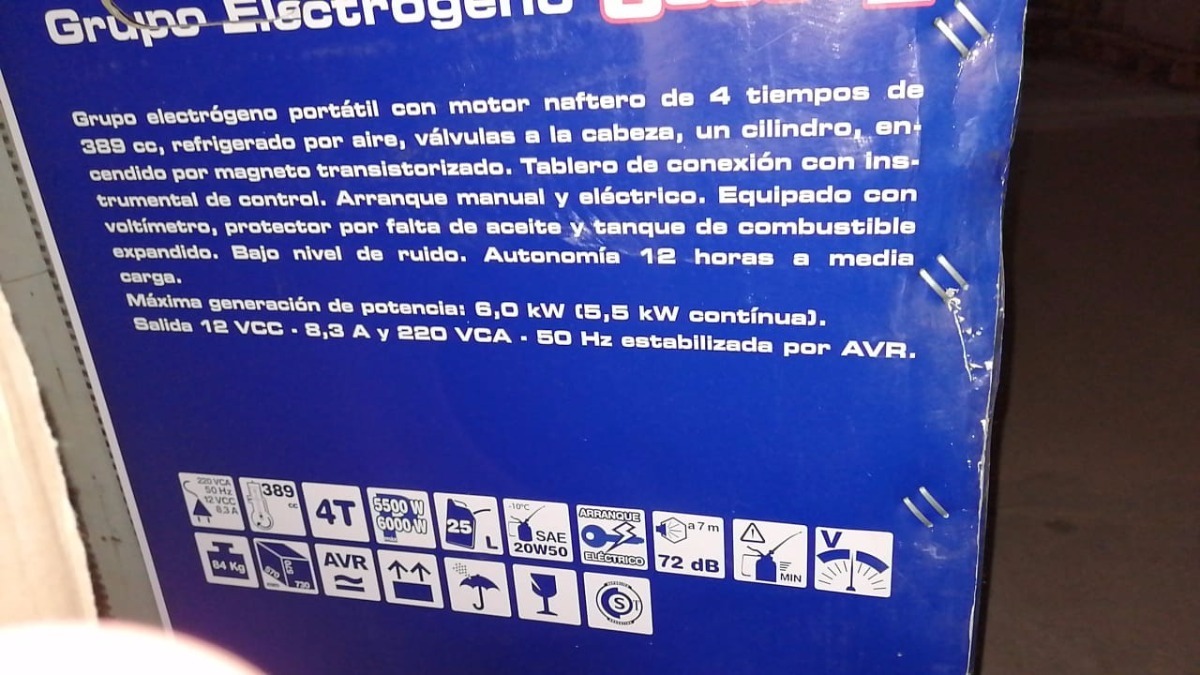 Grupo Electrógeno
Grupo electrógeno portátil con motor naftero de 4 tiempos de
389 cc, refrigerado por aire, válvulas a la cabeza, un cilindro, en-
cendido por magneto transistorizado. Tablero de conexión con ins-
trumental de control. Arranque manual y eléctrico. Equipado con
voltímetro, protector por falta de aceite y tanque de combustible
expandido. Bajo nivel de ruido. Autonomía 12 horas a media
carga.
Máxima generación de potencia: 6,0 kW (5,5 kW contínua).
Salida 12 VCC - 8,3 A y 220 VCA - 50 Hz estabilizada por AVR.
220 VCA
50 Hz
12 VCC
8,3 A
389
cc
4T
5500 W
6000 W
25
L
-10°C
SAE
20W50
ARRANQUE
ELÉCTRICO
a 7 m
72 dB
MIN
V
84 Kg
730
AVR
S
T